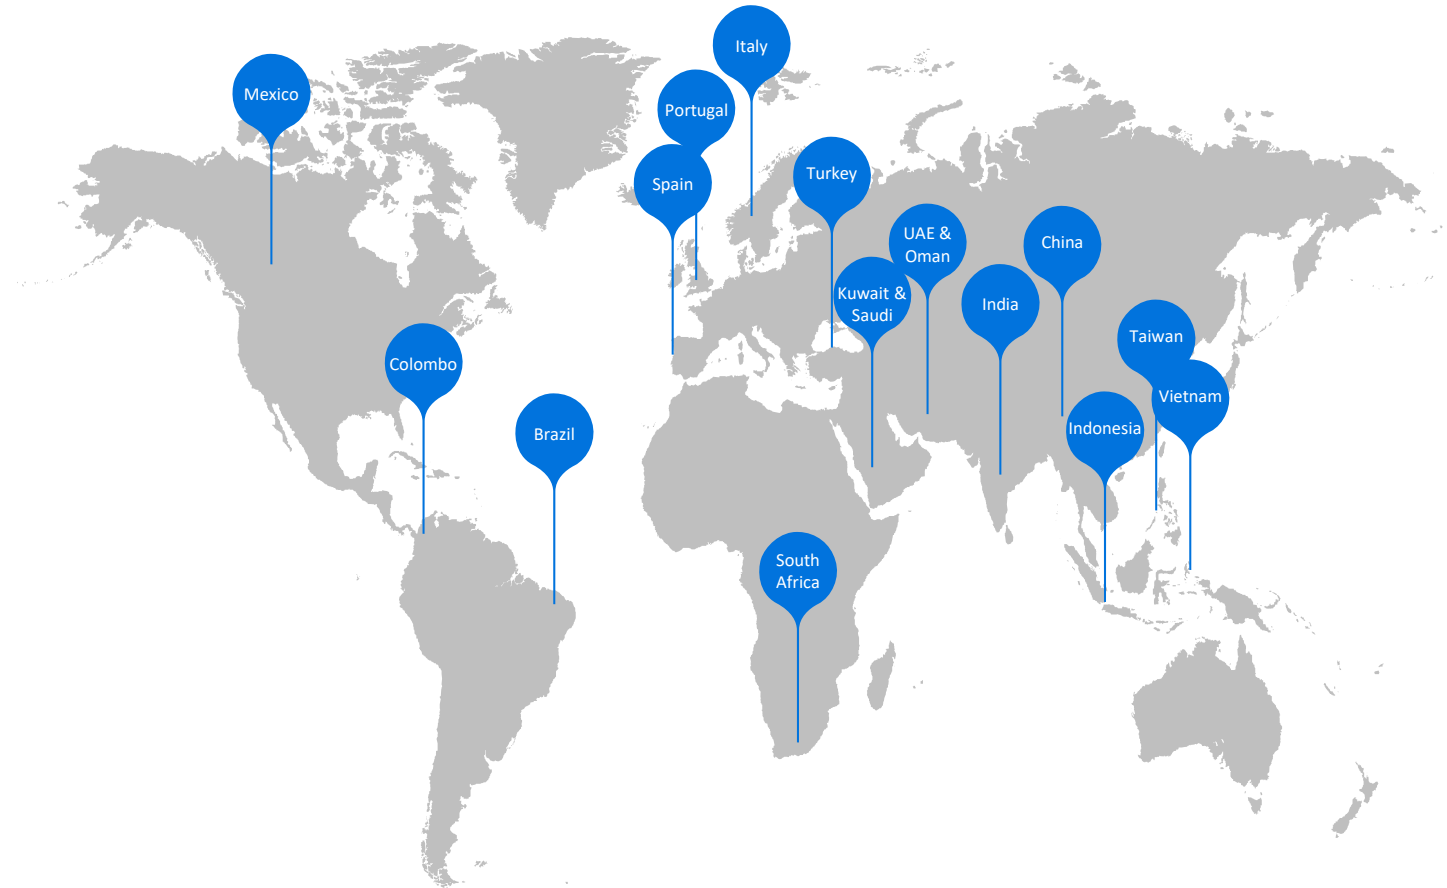 Italy
Mexico
Portugal
Turkey
Spain
UAE &
Oman
China
Kuwait &
Saudi
India
Taiwan
Colombo
Vietnam
Indonesia
Brazil
South
Africa